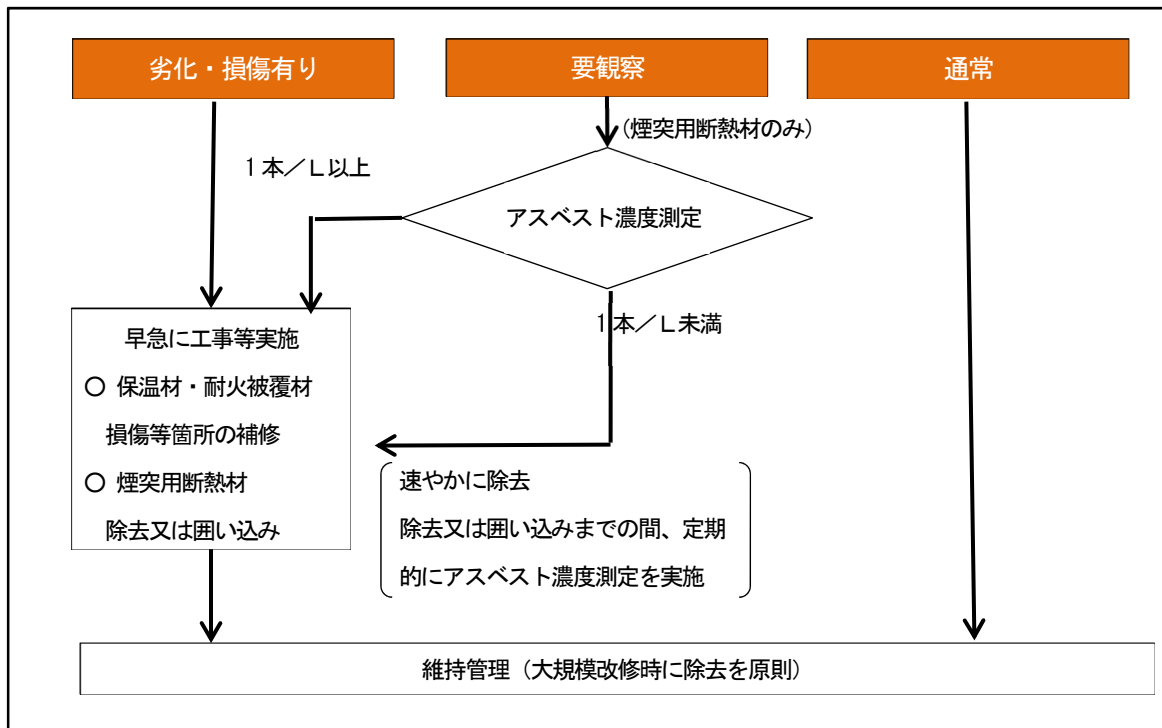 劣化・損傷有り
要観察
通常
(煙突用断熱材のみ)
1本／Ｌ以上
アスベスト濃度測定
1本／Ｌ未満
早急に工事等実施
○ 保温材・耐火被覆材
損傷等箇所の補修
○ 煙突用断熱材
除去又は囲い込み
速やかに除去
除去又は囲い込みまでの間、定期
的にアスベスト濃度測定を実施
維持管理（大規模改修時に除去を原則）